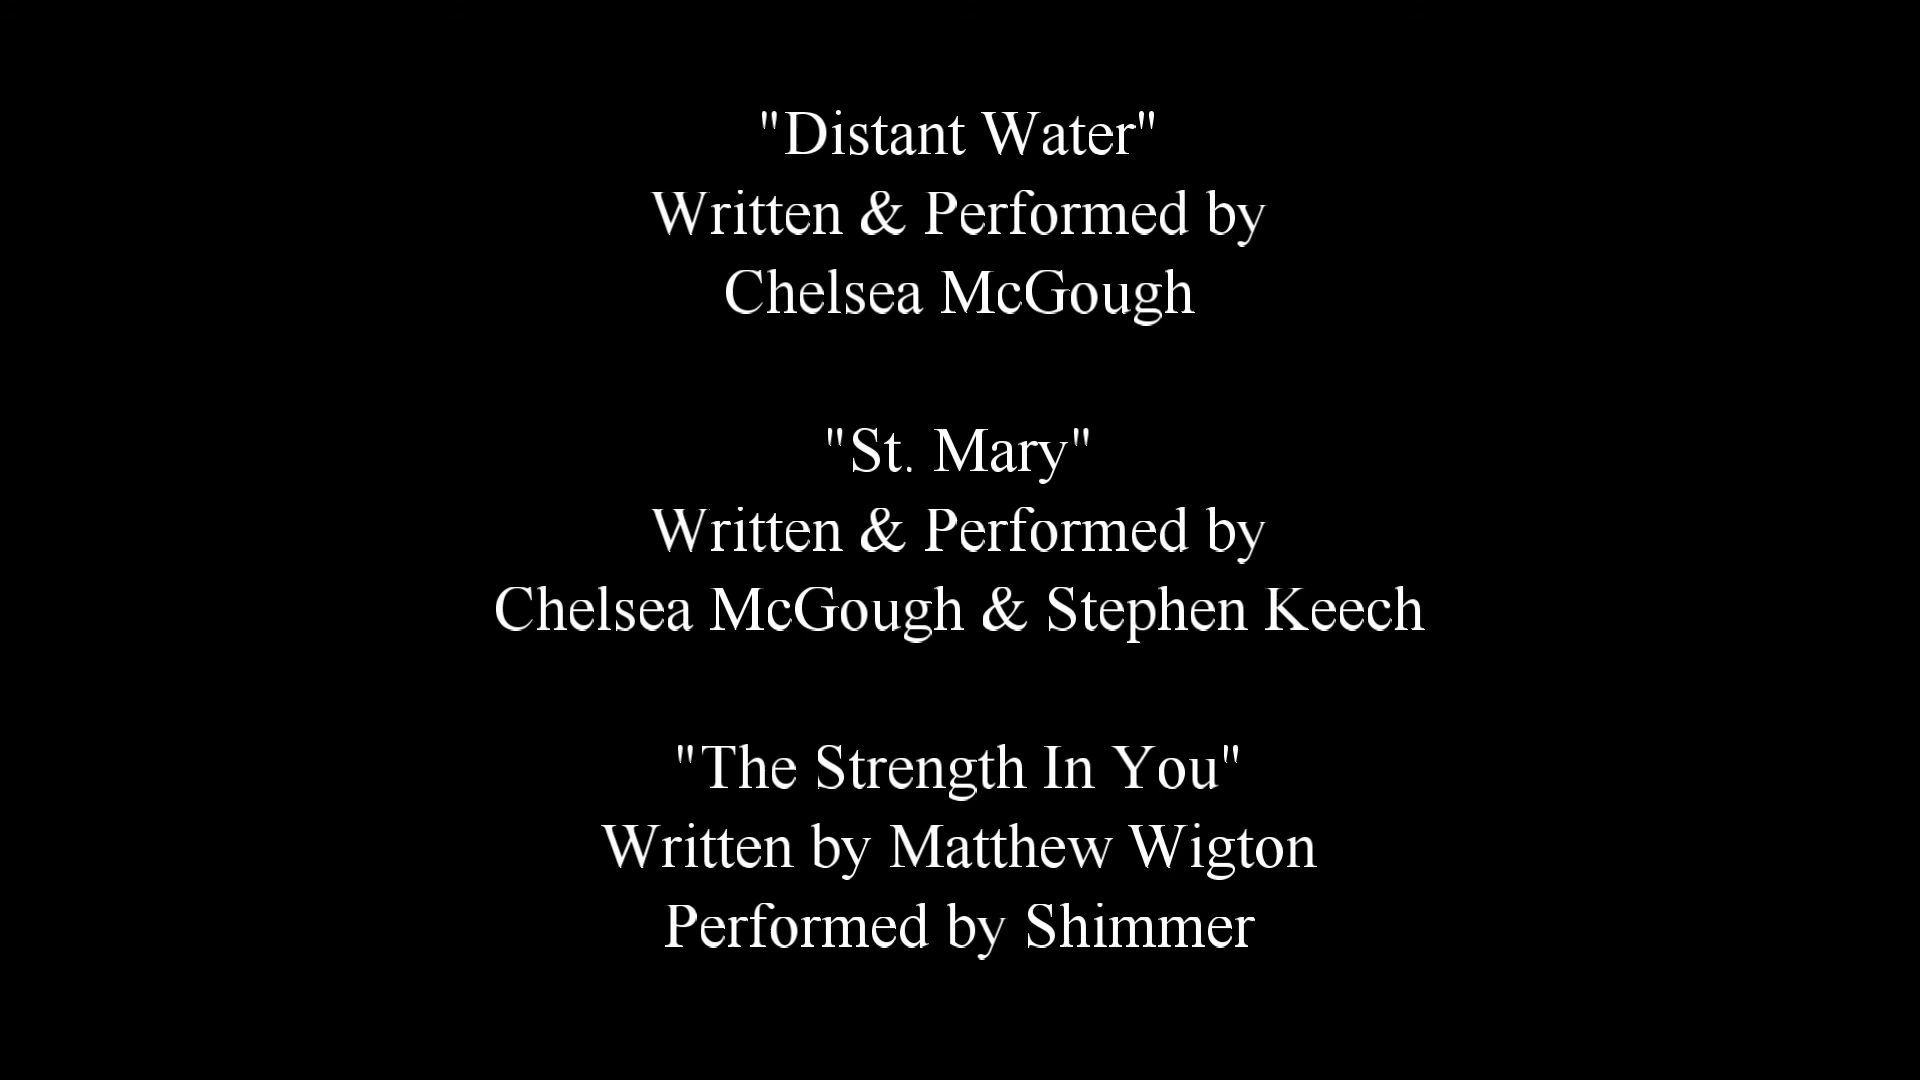 "Distant Water"
Written & Performed by
Chelsea McGough
"St. Mary"
Written & Performed by
Chelsea McGough & Stephen Keech
"The Strength In You"
Written by Matthew Wigton
Performed by Shimmer